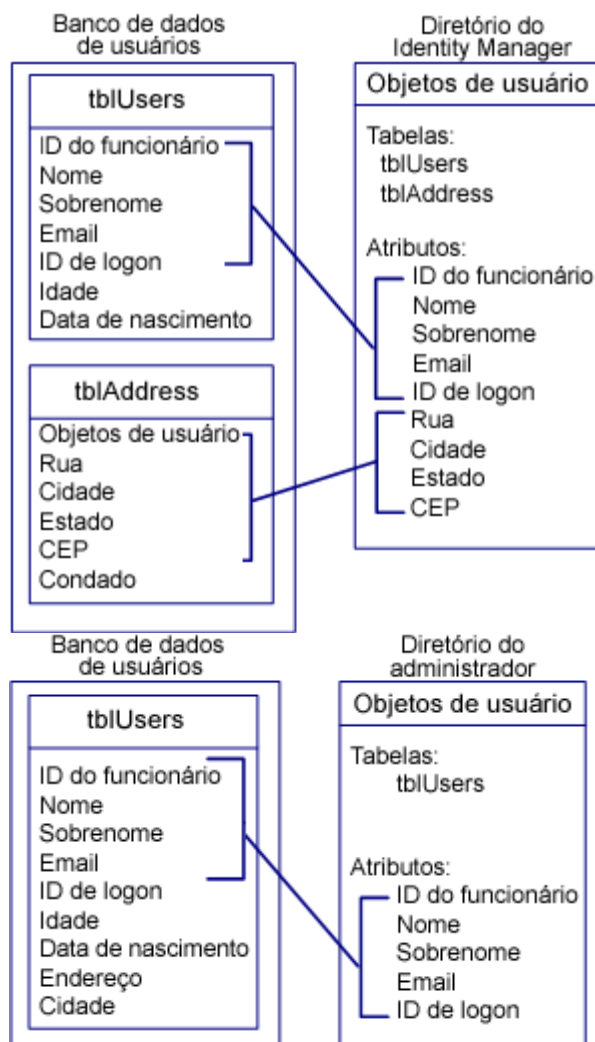 Banco de dados
de usuários
tblUsers
ID do funcionário
Nome
Sobrenome
Email
ID de logon
Idade
Data de nascimento
tblAddress
Objetos de usuário
Rua
Cidade
Estado
CEP
Condado
Diretório do
Identity Manager
Objetos de usuário
Tabelas:
tblUsers
tblAddress
Atributos:
ID do funcionário
Nome
Sobrenome
Email
ID de logon
Rua
Cidade
Estado
CEP
Banco de dados
de usuários
tblUsers
ID do funcionário
Nome
Sobrenome
Email
ID de logon
Idade
Data de nascimento
Endereço
Cidade
Diretório do
administrador
Objetos de usuário
Tabelas:
tblUsers
Atributos:
ID do funcionário
Nome
Sobrenome
Email
ID de logon